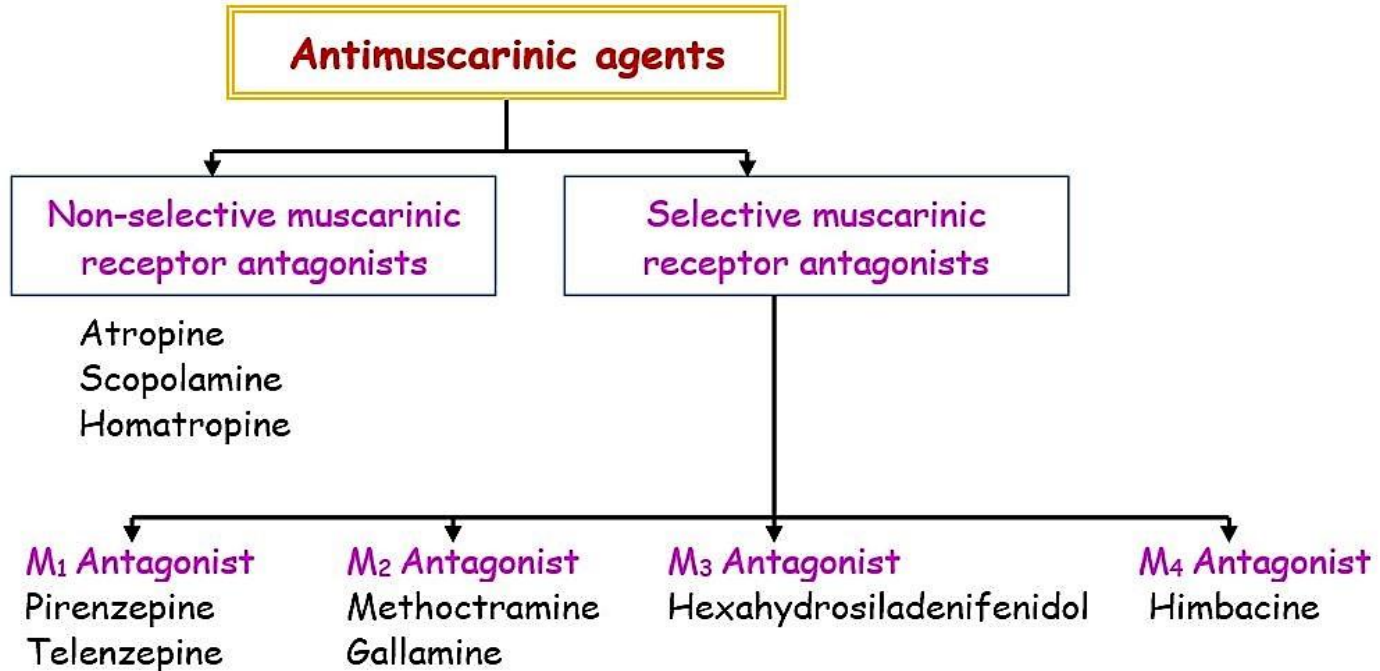 Antimuscarinic agents
Non-selective muscarinic
receptor antagonists
Selective muscarinic
receptor antagonists
Atropine
Scopolamine
Homatropine
M₁ Antagonist
Pirenzepine
Telenzepine
M₂ Antagonist
Methoctramine
Gallamine
M₃ Antagonist
Hexahydrosiladenifenidol
M₄ Antagonist
Himbacine